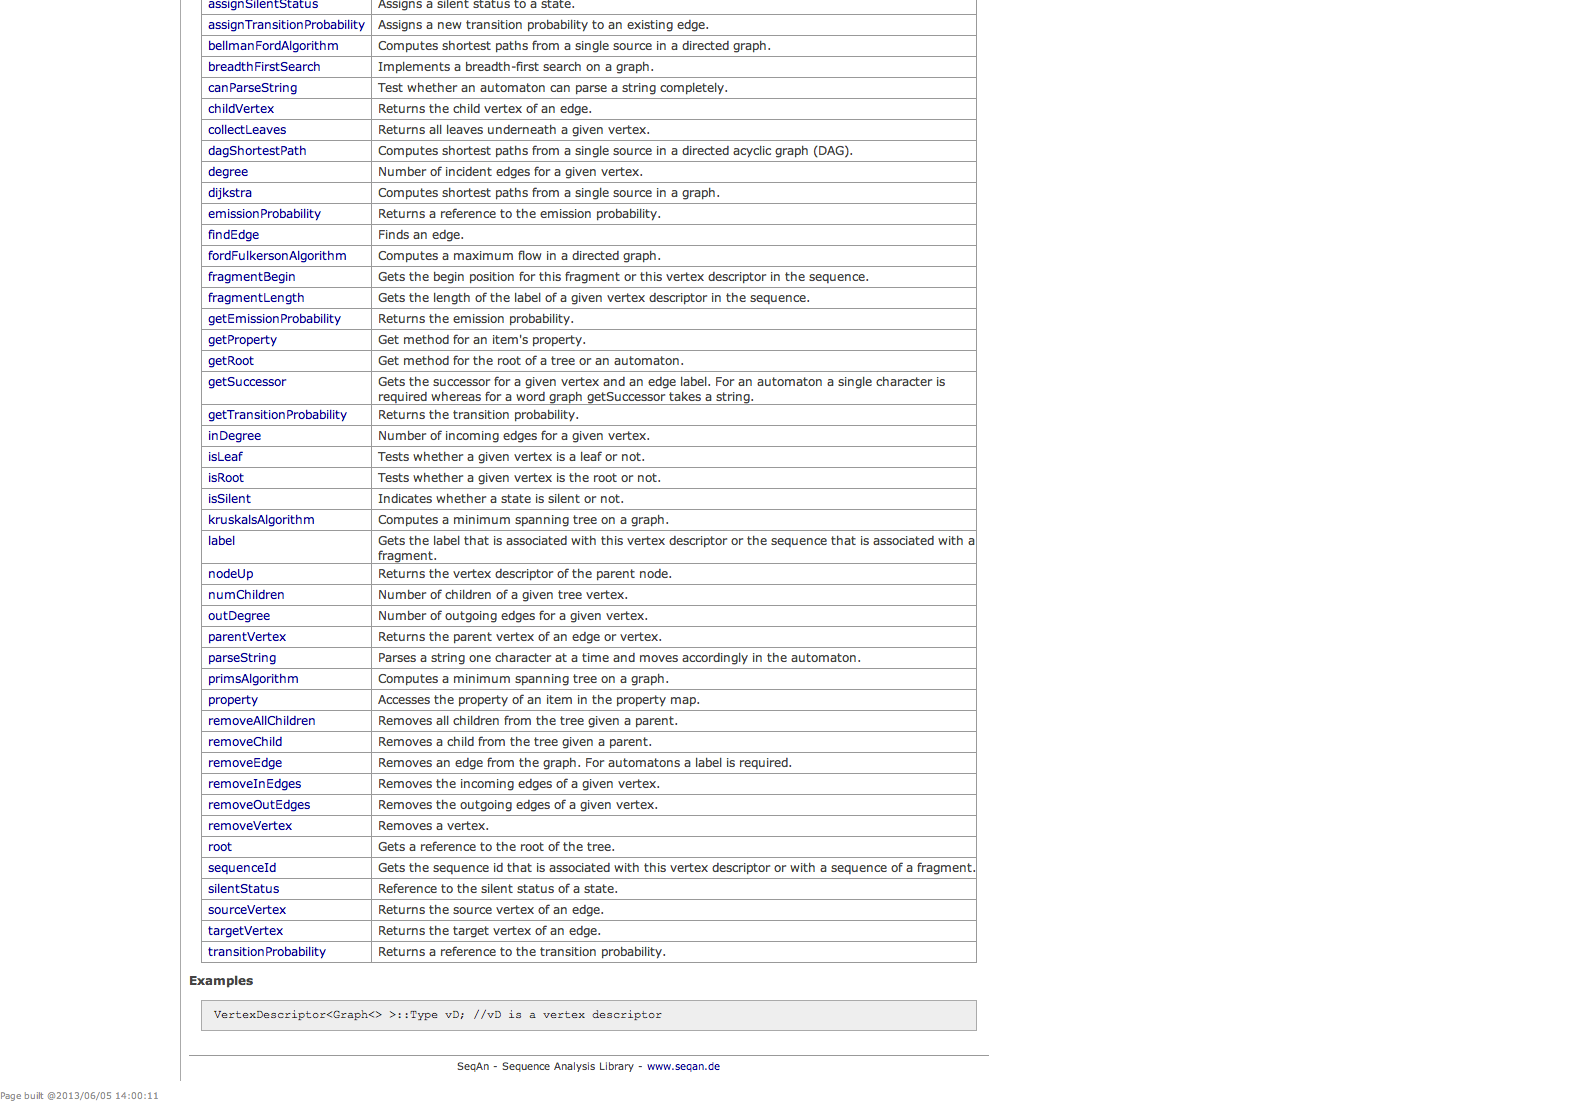 assignSilentStatus Assigns a silent status to a state.
assignTransitionProbability Assigns a new transition probability to an existing edge.
bellmanFordAlgorithm Computes shortest paths from a single source in a directed graph.
breadthFirstSearch Implements a breadth-first search on a graph.
canParseString Test whether an automaton can parse a string completely.
childVertex Returns the child vertex of an edge.
collectLeaves Returns all leaves underneath a given vertex.
dagShortestPath Computes shortest paths from a single source in a directed acyclic graph (DAG).
degree Number of incident edges for a given vertex.
dijkstra Computes shortest paths from a single source in a graph.
emissionProbability Returns a reference to the emission probability.
findEdge Finds an edge.
fordFulkersonAlgorithm Computes a maximum flow in a directed graph.
fragmentBegin Gets the begin position for this fragment or this vertex descriptor in the sequence.
fragmentLength Gets the length of the label of a given vertex descriptor in the sequence.
getEmissionProbability Returns the emission probability.
getProperty Get method for an item's property.
getRoot Get method for the root of a tree or an automaton.
getSuccessor Gets the successor for a given vertex and an edge label. For an automaton a single character is
required whereas for a word graph getSuccessor takes a string.
getTransitionProbability Returns the transition probability.
inDegree Number of incoming edges for a given vertex.
isLeaf Tests whether a given vertex is a leaf or not.
isRoot Tests whether a given vertex is the root or not.
isSilent Indicates whether a state is silent or not.
kruskalsAlgorithm Computes a minimum spanning tree on a graph.
label Gets the label that is associated with this vertex descriptor or the sequence that is associated with a
fragment.
nodeUp Returns the vertex descriptor of the parent node.
numChildren Number of children of a given tree vertex.
outDegree Number of outgoing edges for a given vertex.
parentVertex Returns the parent vertex of an edge or vertex.
parseString Parses a string one character at a time and moves accordingly in the automaton.
primsAlgorithm Computes a minimum spanning tree on a graph.
property Accesses the property of an item in the property map.
removeAllChildren Removes all children from the tree given a parent.
removeChild Removes a child from the tree given a parent.
removeEdge Removes an edge from the graph. For automatons a label is required.
removeInEdges Removes the incoming edges of a given vertex.
removeOutEdges Removes the outgoing edges of a given vertex.
removeVertex Removes a vertex.
root Gets a reference to the root of the tree.
sequenceId Gets the sequence id that is associated with this vertex descriptor or with a sequence of a fragment.
silentStatus Reference to the silent status of a state.
sourceVertex Returns the source vertex of an edge.
targetVertex Returns the target vertex of an edge.
transitionProbability Returns a reference to the transition probability.
Examples
VertexDescriptor<Graph<> >::Type vD; //vD is a vertex descriptor
SeqAn - Sequence Analysis Library - www.seqan.de
Page built @2013/06/05 14:00:11